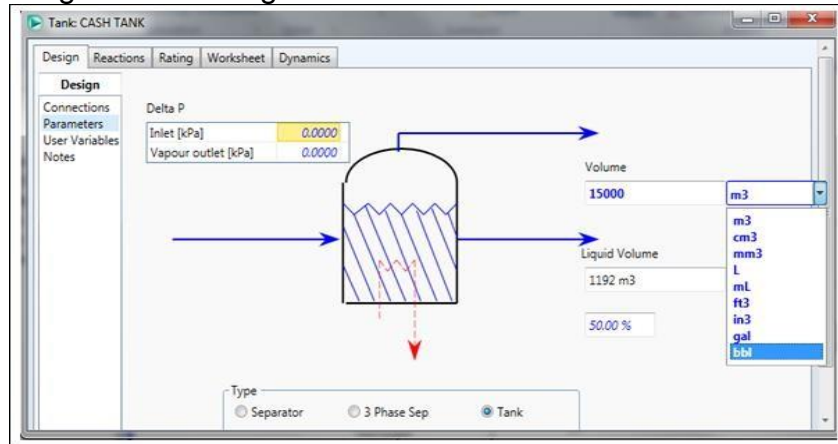 Tank: CASH TANK
Design Reactions Rating Worksheet Dynamics
Design
Connections
Parameters
User Variables
Notes
Delta P
Inlet [kPa] 0.0000
Vapour outlet [kPa] 0.0000
Volume
15000 m3
m3
cm3
mm3
L
mL
ft3
in3
gal
bbl
Liquid Volume
1192 m3
50.00 %
Type
Separator 3 Phase Sep Tank